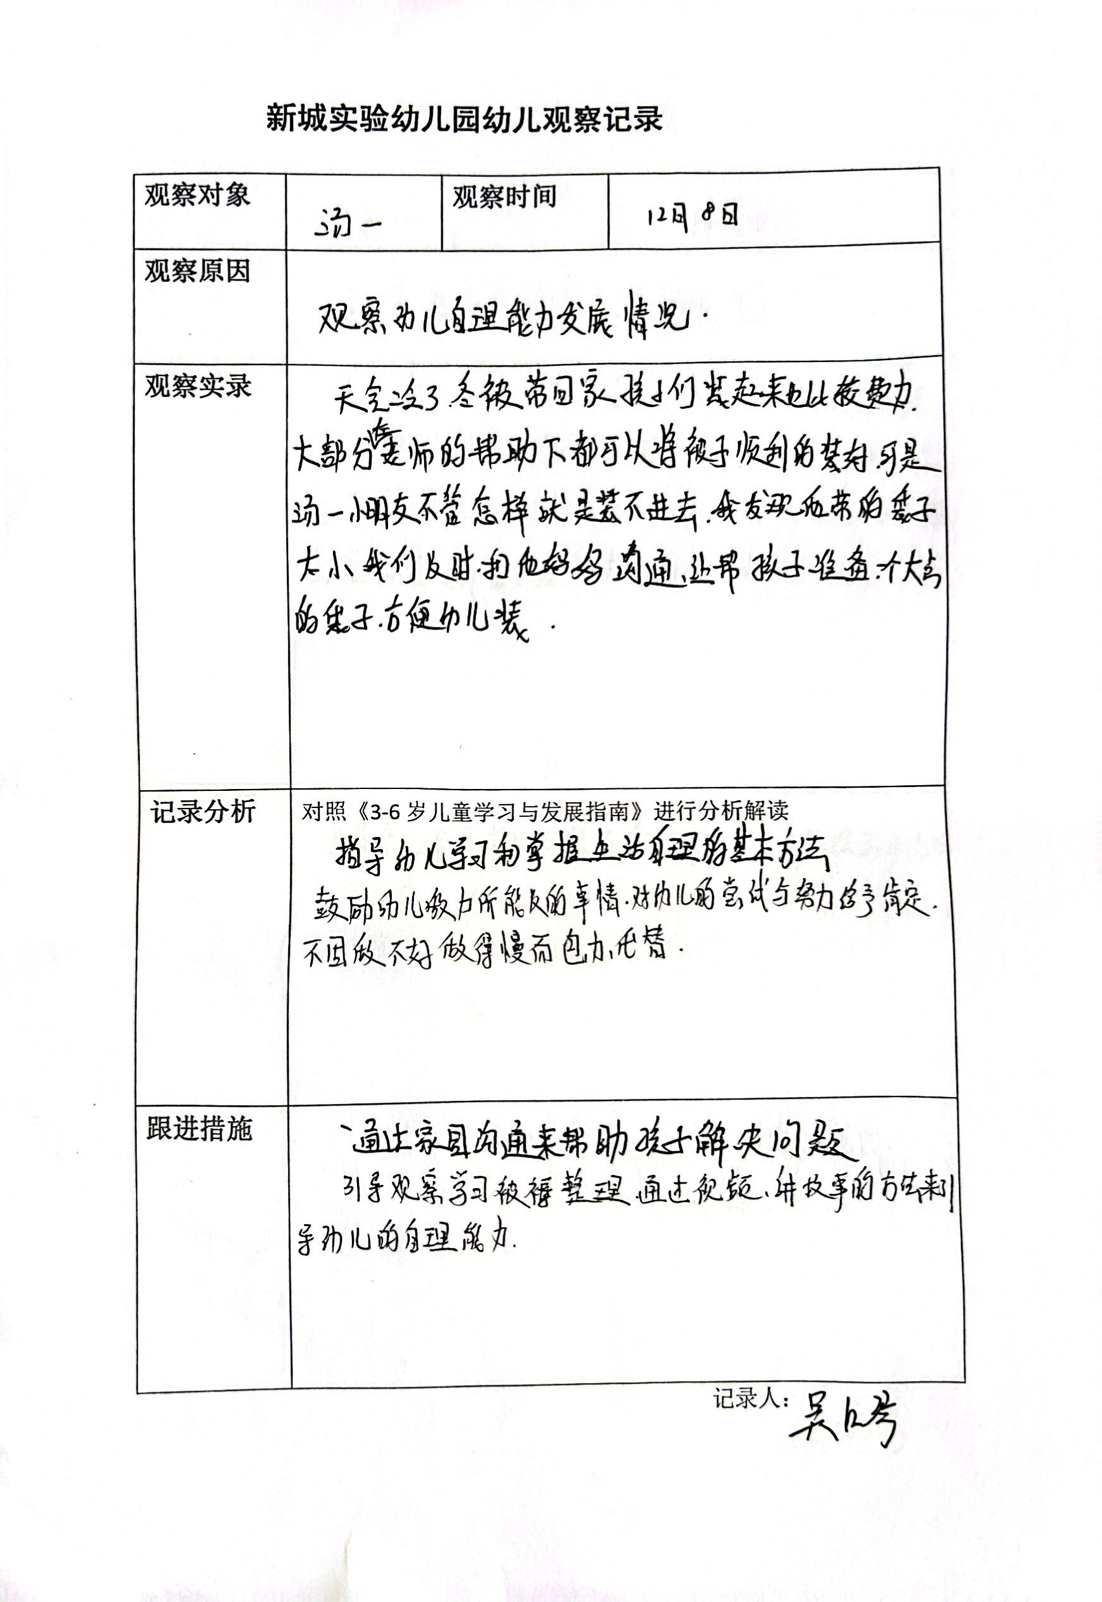 新城实验幼儿园幼儿观察记录
观察对象 汤一 观察时间 12月8日
观察原因 观察幼儿自理能力发展情况.
观察实录 天气冷了.冬被带回家孩子们装起来也比较费力.
大部分在老师的帮助下都可以将被子顺利的装好.可是
汤一小朋友不管怎样就是装不进去.我发现他带的袋子
太小.我们及时和他妈妈沟通、让帮孩子准备个大点
的袋子.方便幼儿装.
记录分析 对照《3-6 岁儿童学习与发展指南》进行分析解读
指导幼儿学习和掌握生活自理的基本方法
鼓励幼儿做力所能及的事情.对幼儿的尝试与努力给予肯定.
不因做不好做得慢而包办代替.
跟进措施 通过家园沟通来帮助孩子解决问题
引导观察学习被褥整理.通过视频、讲故事的方法来引
导幼儿的自理能力.
记录人：吴